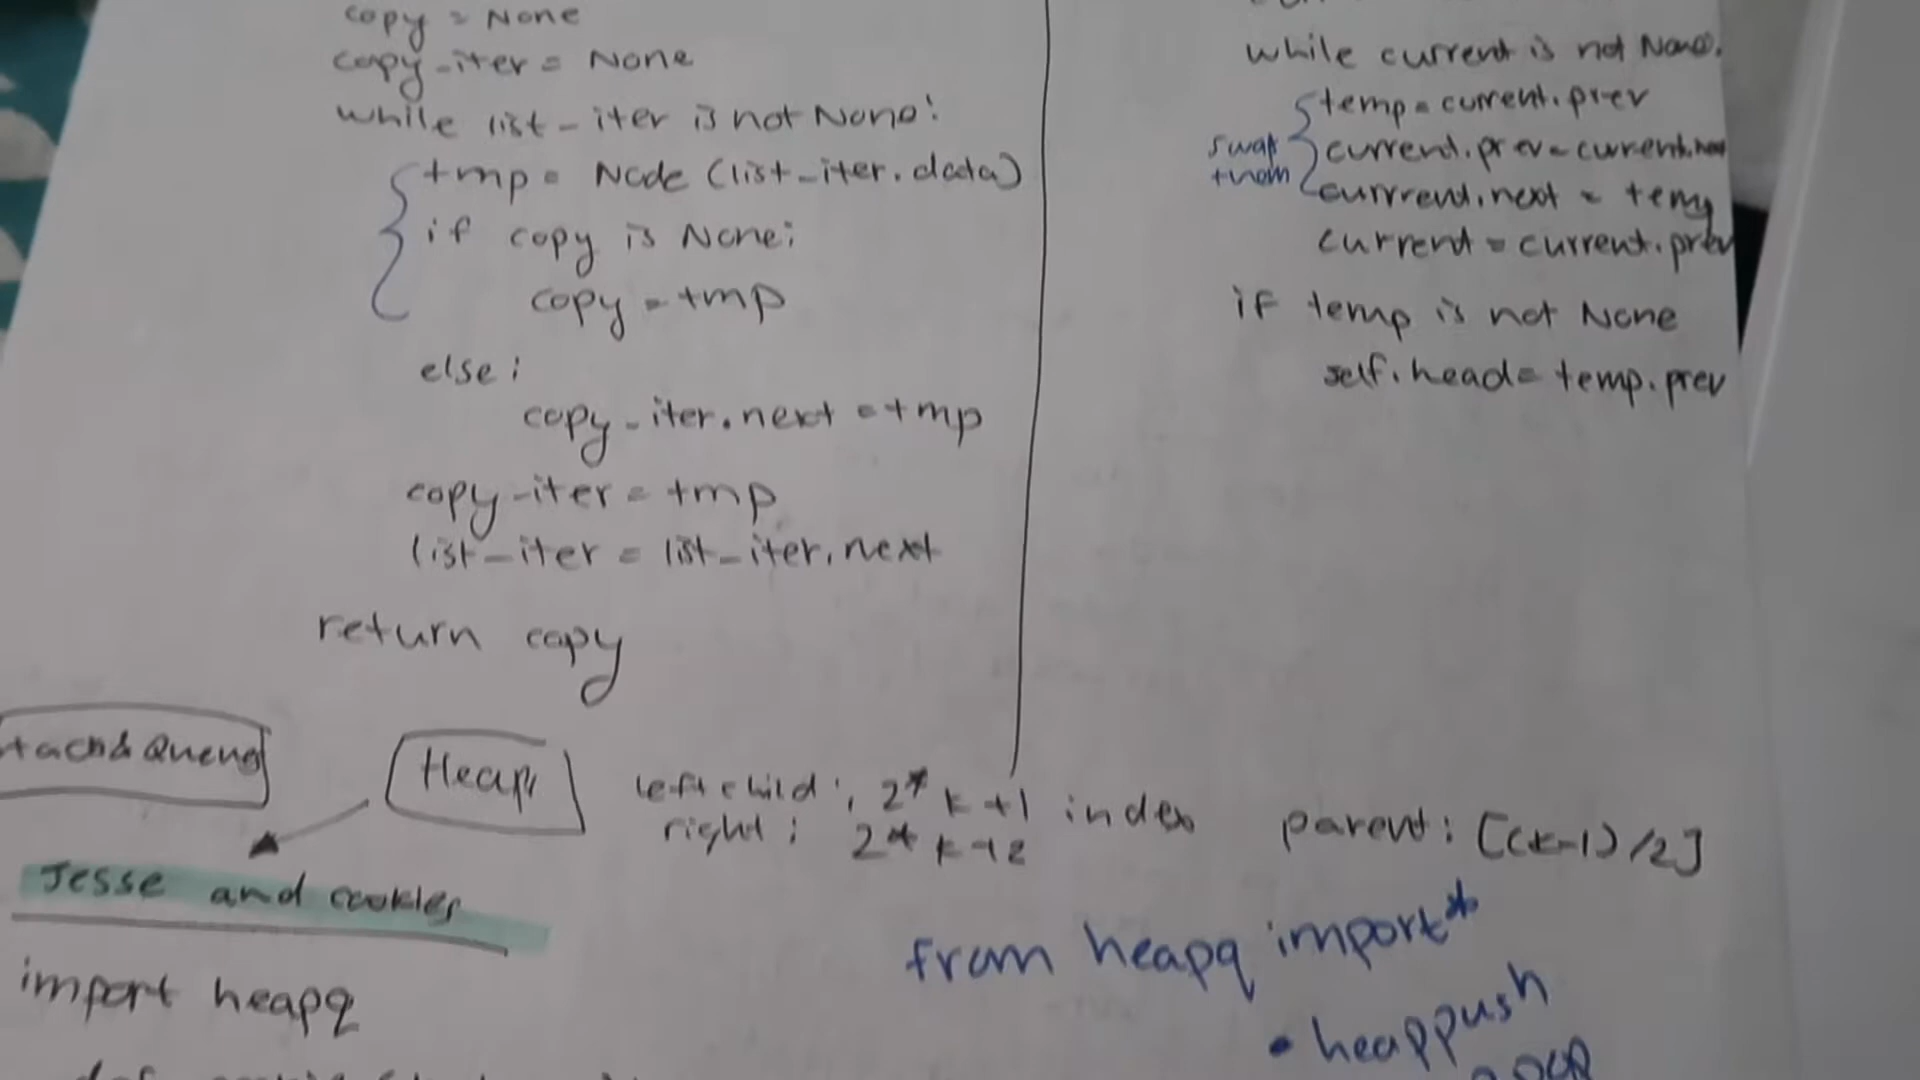 copy = None
copy_iter = None
while list_iter is not None:
tmp = Node (list_iter.data)
if copy is None:
copy = tmp
else:
copy_iter.next = tmp
copy_iter = tmp
list_iter = list_iter.next
return copy
while current is not None:
temp = current.prev
swap
them
current.prev = current.next
current.next = temp
current = current.prev
if temp is not None
self.head = temp.prev
Heap
left child: 2* k +1 index
right: 2* k +2
parent: [(k-1)/2]
Jesse and cookies
import heapq
from heapq import *
• heappush